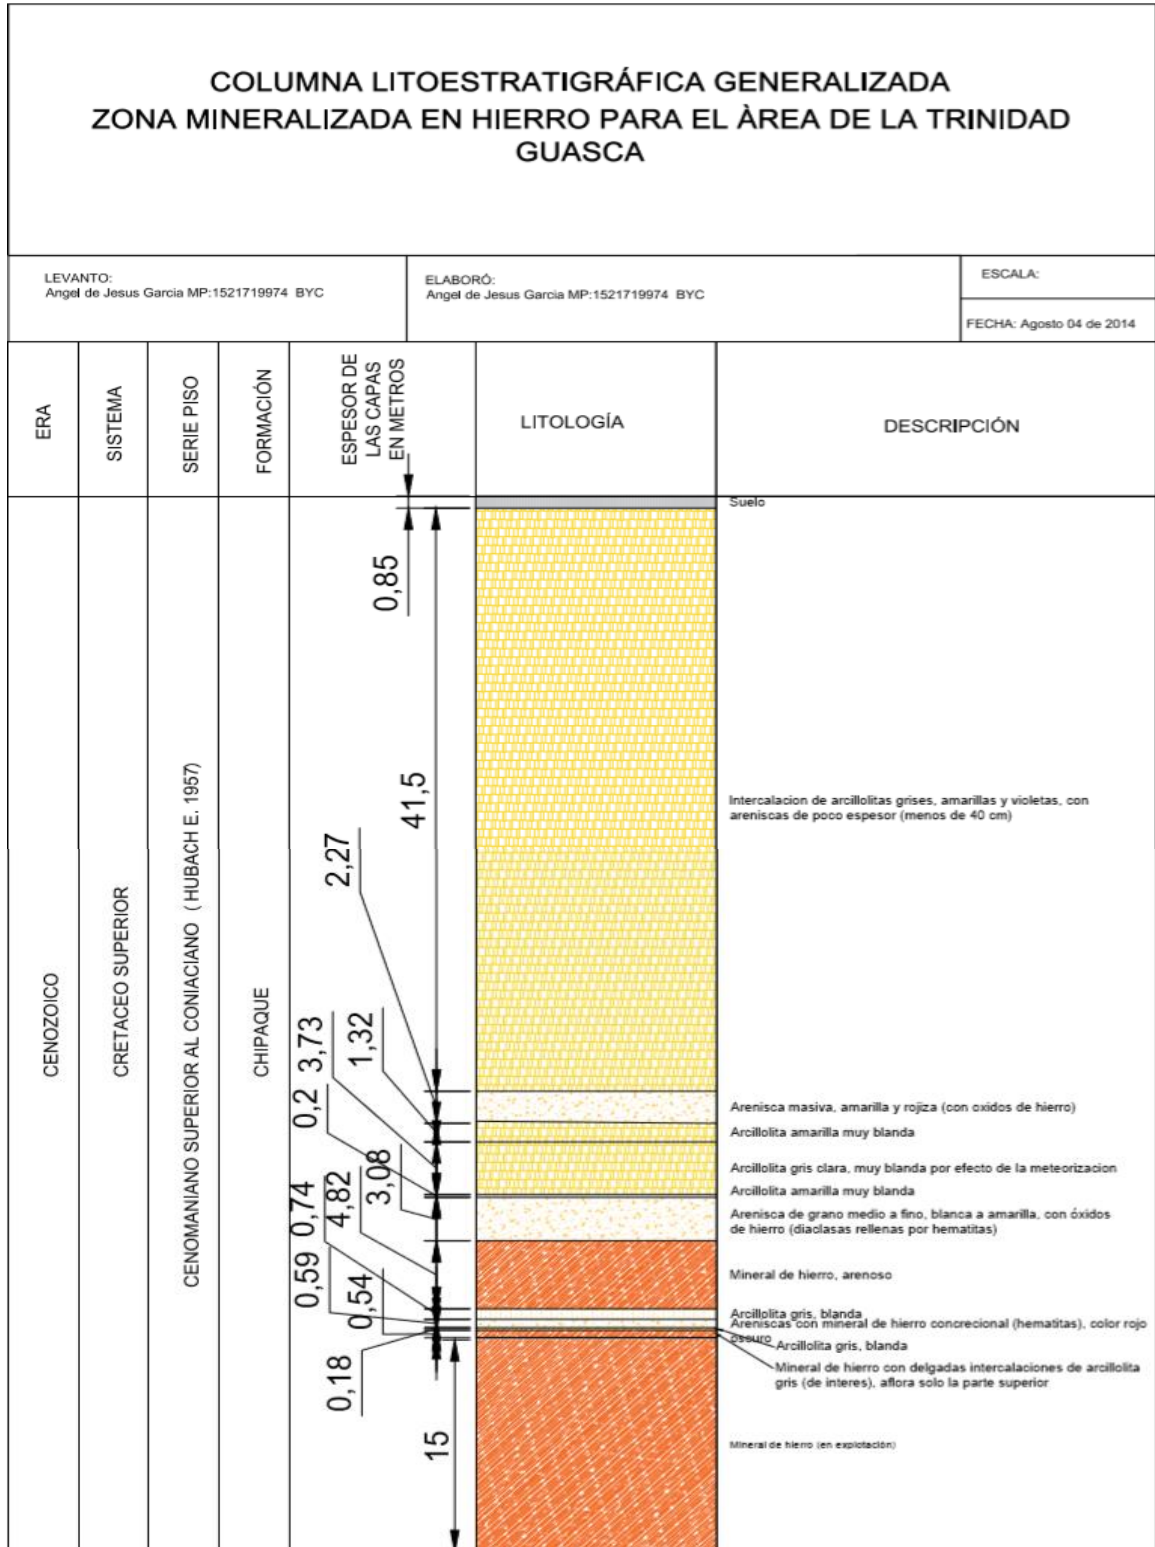 COLUMNA LITOESTRATIGRÁFICA GENERALIZADA
ZONA MINERALIZADA EN HIERRO PARA EL ÀREA DE LA TRINIDAD
GUASCA
LEVANTO:
Angel de Jesus Garcia MP:1521719974 BYC
ELABORÓ:
Angel de Jesus Garcia MP:1521719974 BYC
ESCALA:
FECHA: Agosto 04 de 2014
ERA
SISTEMA
SERIE PISO
FORMACIÓN
ESPESOR DE
LAS CAPAS
EN METROS
LITOLOGÍA
DESCRIPCIÓN
CENOZOICO
CRETACEO SUPERIOR
CENOMANIANO SUPERIOR AL CONIACIANO ( HUBACH E. 1957)
CHIPAQUE
0,85
41,5
2,27
1,32
3,73
0,2
3,08
4,82
0,74
0,59
0,54
0,18
15
Suelo
Intercalacion de arcillolitas grises, amarillas y violetas, con
areniscas de poco espesor (menos de 40 cm)
Arenisca masiva, amarilla y rojiza (con oxidos de hierro)
Arcillolita amarilla muy blanda
Arcillolita gris clara, muy blanda por efecto de la meteorizacion
Arcillolita amarilla muy blanda
Arenisca de grano medio a fino, blanca a amarilla, con óxidos
de hierro (diaclasas rellenas por hematitas)
Mineral de hierro, arenoso
Arcillolita gris, blanda
Areniscas con mineral de hierro concrecional (hematitas), color rojo
oscuro
Arcillolita gris, blanda
Mineral de hierro con delgadas intercalaciones de arcillolita
gris (de interes), aflora solo la parte superior
Mineral de hierro (en explotación)